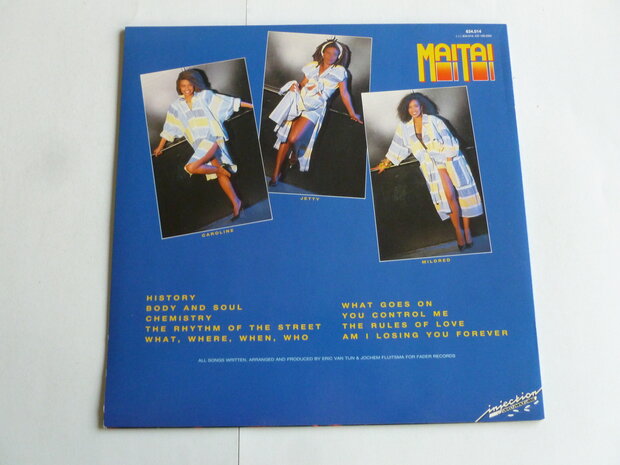 834.014
MAI TAI
JETTY
CAROLINE
MILDRED
HISTORY
BODY AND SOUL
CHEMISTRY
THE RHYTHM OF THE STREET
WHAT, WHERE, WHEN, WHO
WHAT GOES ON
YOU CONTROL ME
THE RULES OF LOVE
AM I LOSING YOU FOREVER
ALL SONGS WRITTEN, ARRANGED AND PRODUCED BY ERIC VAN TIJN & JOCHEM FLUITSMA FOR FADER RECORDS
injection